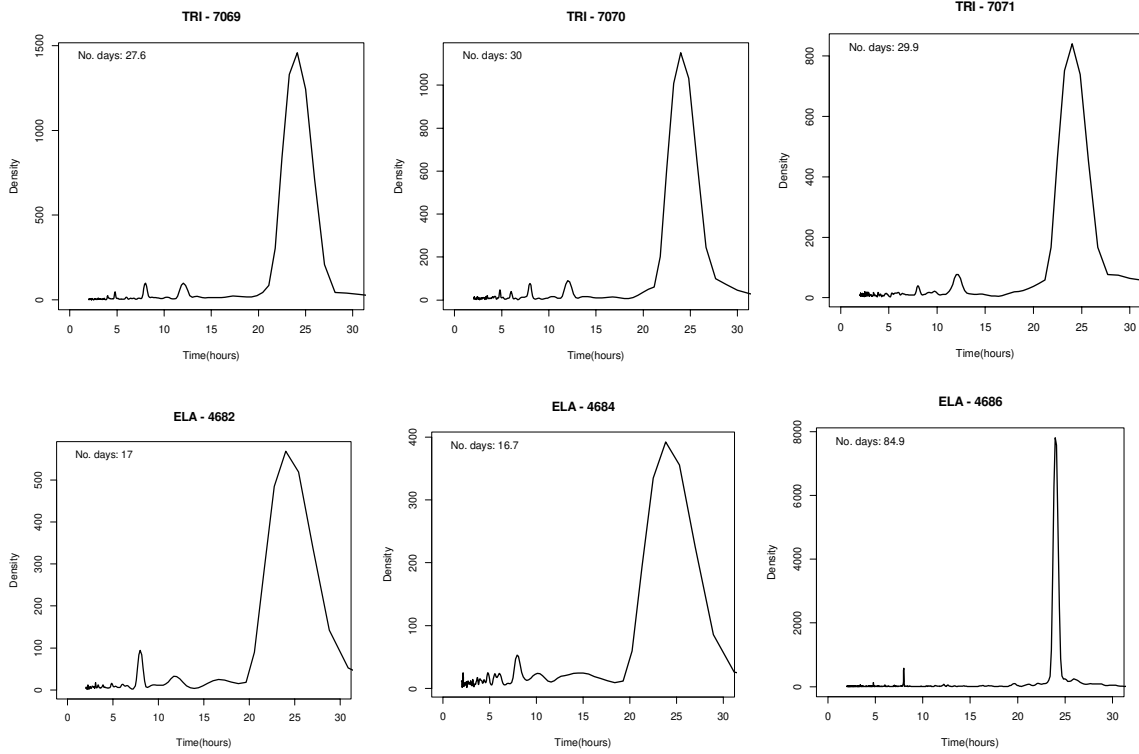 TRI - 7069
No. days: 27.6
Density
0
500
1000
1500
0 5 10 15 20 25 30
Time(hours)
TRI - 7070
No. days: 30
Density
0
200
400
600
800
1000
0 5 10 15 20 25 30
Time(hours)
TRI - 7071
No. days: 29.9
Density
0
200
400
600
800
0 5 10 15 20 25 30
Time(hours)
ELA - 4682
No. days: 17
Density
0
100
200
300
400
500
0 5 10 15 20 25 30
Time(hours)
ELA - 4684
No. days: 16.7
Density
0
100
200
300
400
0 5 10 15 20 25 30
Time(hours)
ELA - 4686
No. days: 84.9
Density
0
2000
4000
6000
8000
0 5 10 15 20 25 30
Time(hours)